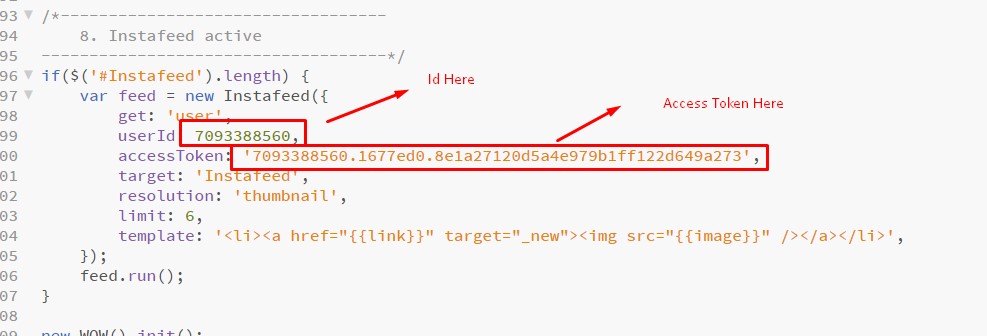 93 /*----------------------------------
94 8. Instafeed active
95 ------------------------------------*/
96 if($('#Instafeed').length) {
97 var feed = new Instafeed({
Id Here
Access Token Here
98 get: 'user',
99 userId: 7093388560,
00 accessToken: '7093388560.1677ed0.8e1a27120d5a4e979b1ff122d649a273',
01 target: 'Instafeed',
02 resolution: 'thumbnail',
03 limit: 6,
04 template: '<li><a href="{{link}}" target="_new"><img src="{{image}}" /></a></li>',
05 });
06 feed.run();
07 }
08
09 new WOW().init();